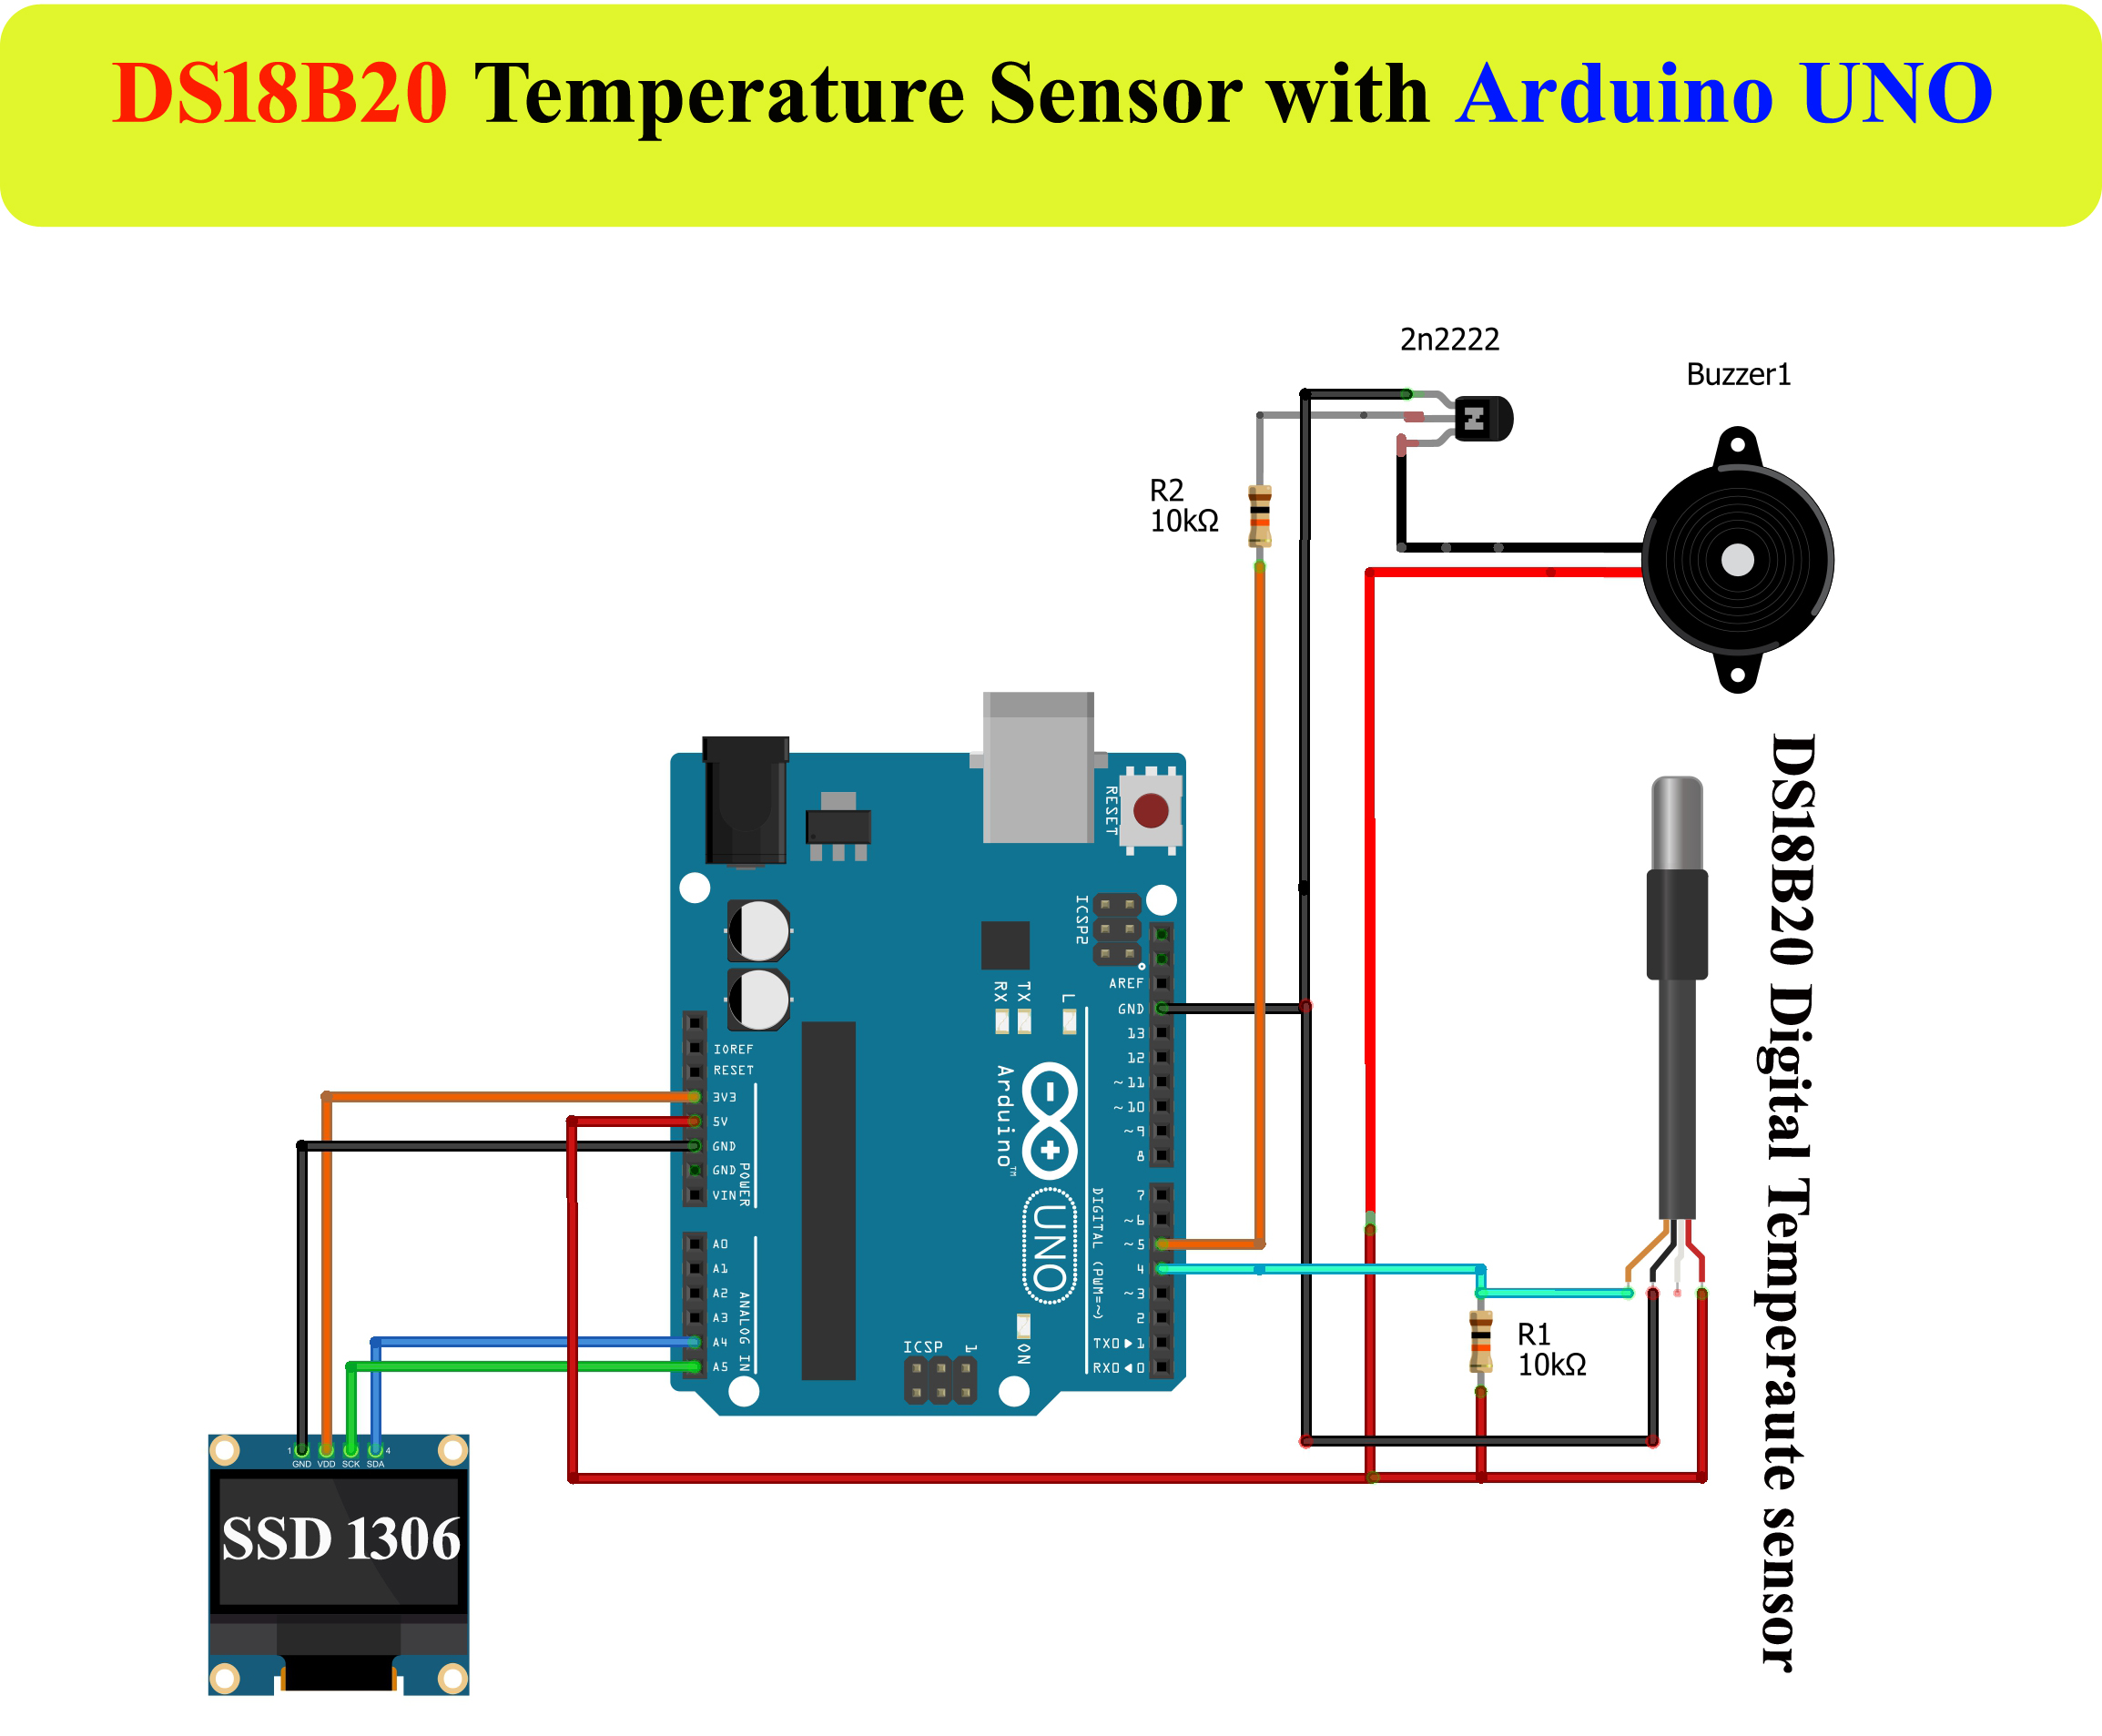 DS18B20 Temperature Sensor with Arduino UNO
2n2222
Buzzer1
R2
10kΩ
DS18B20 Digital Temperaute sensor
RESET
ICSP2
AREF
GND
13
12
~11
~10
~9
8
7
~6
~5
4
~3
2
TX0▶1
RX0◀0
DIGITAL (PWM=~)
RX
TX
L
Arduino™
UNO
ON
ICSP
1
IOREF
RESET
3V3
5V
GND
GND
VIN
POWER
A0
A1
A2
A3
A4
A5
ANALOG IN
R1
10kΩ
1 4
GND VDD SCK SDA
SSD 1306